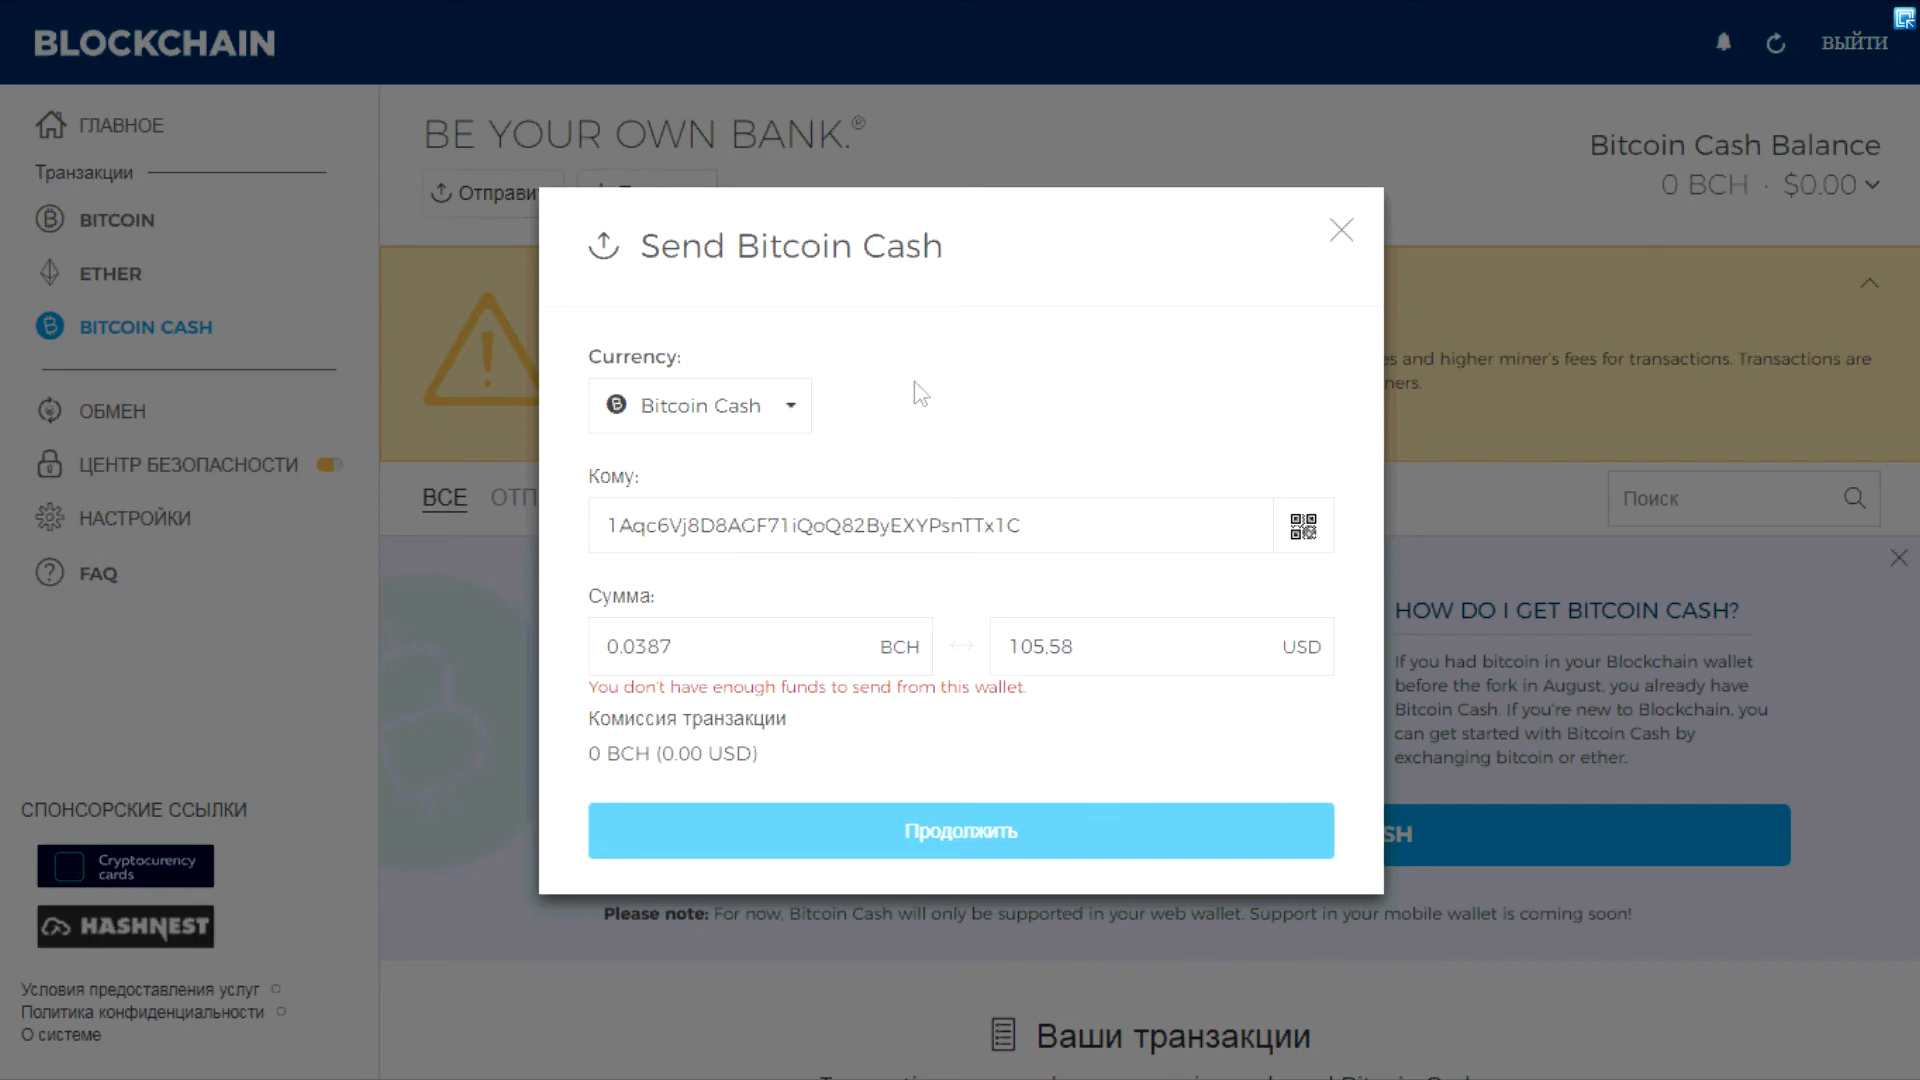 BLOCKCHAIN
ВЫЙТИ
ГЛАВНОЕ
Транзакции
BITCOIN
ETHER
BITCOIN CASH
ОБМЕН
ЦЕНТР БЕЗОПАСНОСТИ
НАСТРОЙКИ
FAQ
СПОНСОРСКИЕ ССЫЛКИ
Cryptocurency
cards
HASHNEST
Условия предоставления услуг
Политика конфиденциальности
О системе
BE YOUR OWN BANK.®
Bitcoin Cash Balance
0 BCH · $0.00
Отправи
es and higher miner's fees for transactions. Transactions are
ners.
ВСЕ ОТП
Поиск
Send Bitcoin Cash
Currency:
Bitcoin Cash
Кому:
1Aqc6Vj8D8AGF71iQoQ82ByEXYPsnTTx1C
Сумма:
0.0387 BCH 105,58 USD
You don't have enough funds to send from this wallet.
Комиссия транзакции
0 BCH (0.00 USD)
Продолжить
HOW DO I GET BITCOIN CASH?
If you had bitcoin in your Blockchain wallet
before the fork in August, you already have
Bitcoin Cash. If you're new to Blockchain, you
can get started with Bitcoin Cash by
exchanging bitcoin or ether.
SH
Please note: For now, Bitcoin Cash will only be supported in your web wallet. Support in your mobile wallet is coming soon!
Ваши транзакции